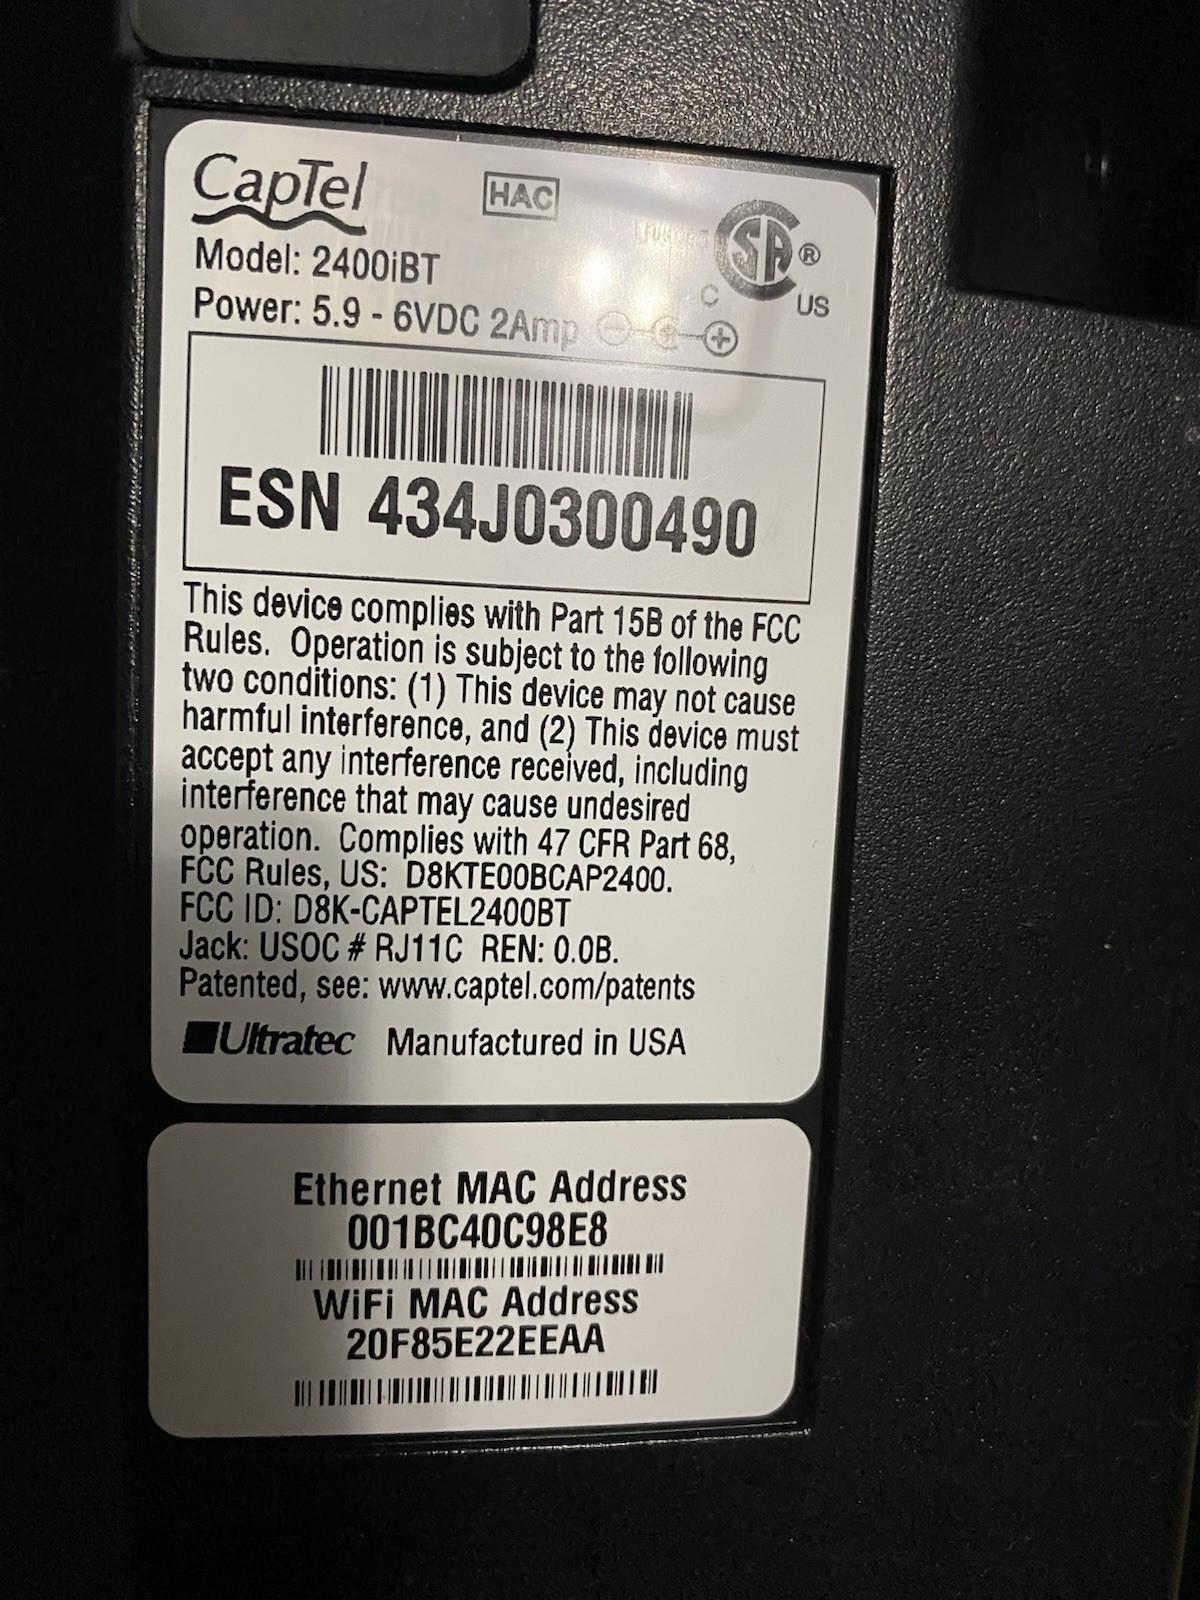 CapTel
HAC
SA ®
C US
Model: 2400iBT
Power: 5.9 - 6VDC 2Amp
ESN 434J0300490
This device complies with Part 15B of the FCC
Rules. Operation is subject to the following
two conditions: (1) This device may not cause
harmful interference, and (2) This device must
accept any interference received, including
interference that may cause undesired
operation. Complies with 47 CFR Part 68,
FCC Rules, US: D8KTE00BCAP2400.
FCC ID: D8K-CAPTEL2400BT
Jack: USOC # RJ11C REN: 0.0B.
Patented, see: www.captel.com/patents
Ultratec Manufactured in USA
Ethernet MAC Address
001BC40C98E8
WiFi MAC Address
20F85E22EEAA